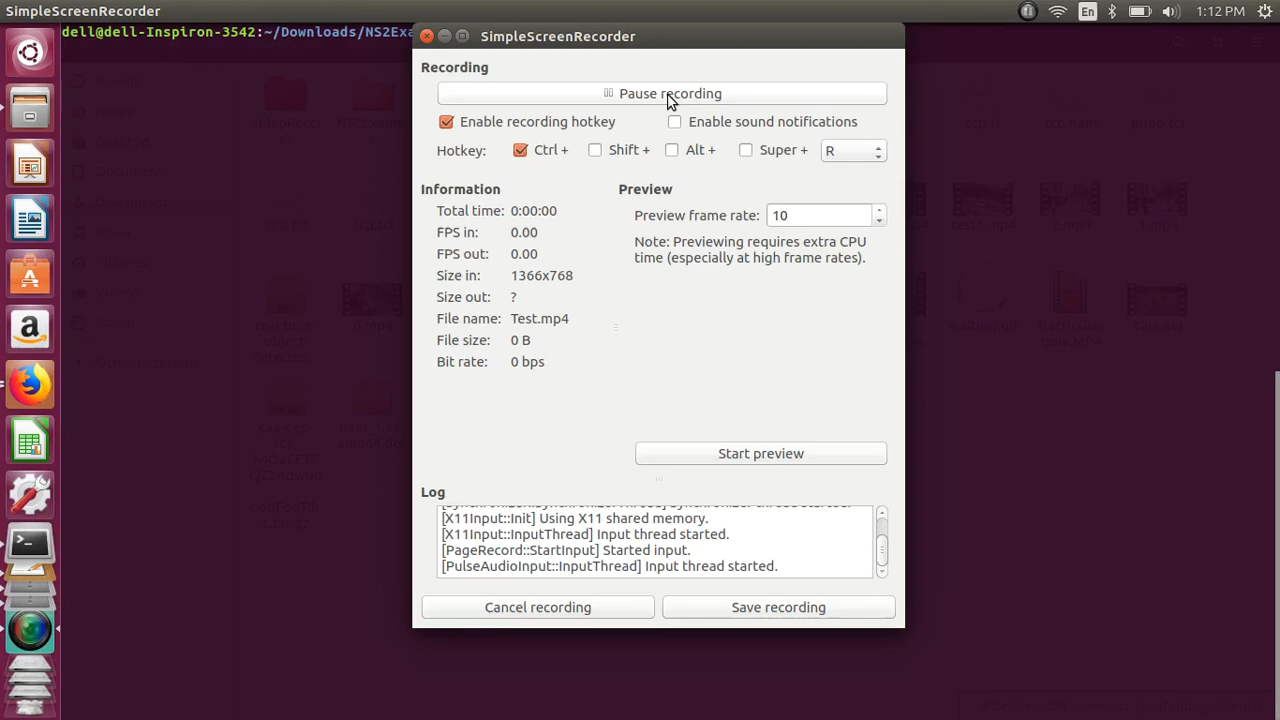 SimpleScreenRecorder
En
1:12 PM
dell@dell-Inspiron-3542:~/Downloads/NS2Exa
SimpleScreenRecorder
Recording
Pause recording
Enable recording hotkey
Enable sound notifications
Hotkey:
Ctrl +
Shift +
Alt +
Super +
R
Information
Preview
Total time: 0:00:00
Preview frame rate: 10
FPS in: 0.00
FPS out: 0.00
Note: Previewing requires extra CPU
time (especially at high frame rates).
Size in: 1366x768
Size out: ?
File name: Test.mp4
File size: 0 B
Bit rate: 0 bps
Start preview
Log
[X11Input::Init] Using X11 shared memory.
[X11Input::InputThread] Input thread started.
[PageRecord::StartInput] Started input.
[PulseAudioInput::InputThread] Input thread started.
Cancel recording
Save recording